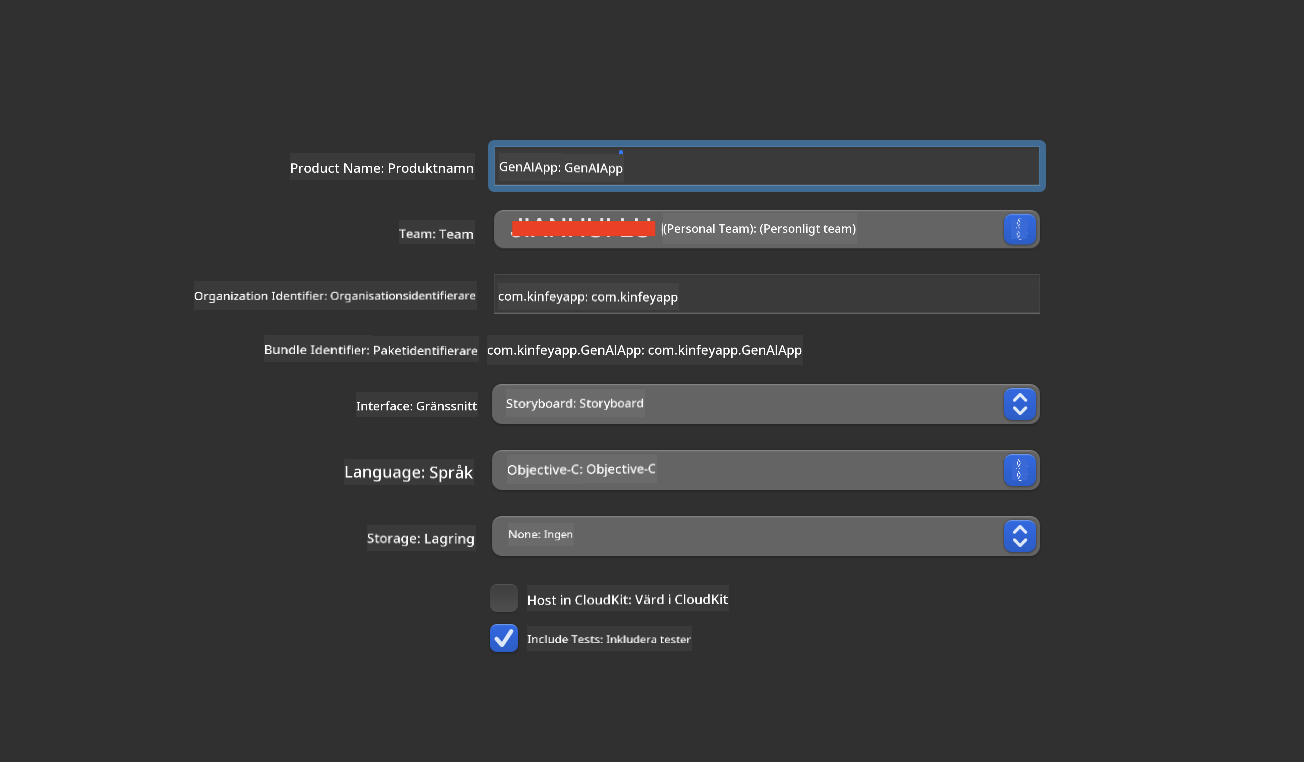 Product Name: Produktnamn
GenAIApp: GenAIApp
Team: Team
(Personal Team): (Personligt team)
Organization Identifier: Organisationsidentifierare
com.kinfeyapp: com.kinfeyapp
Bundle Identifier: Paketidentifierare
com.kinfeyapp.GenAIApp: com.kinfeyapp.GenAIApp
Interface: Gränssnitt
Storyboard: Storyboard
Language: Språk
Objective-C: Objective-C
Storage: Lagring
None: Ingen
Host in CloudKit: Värd i CloudKit
Include Tests: Inkludera tester